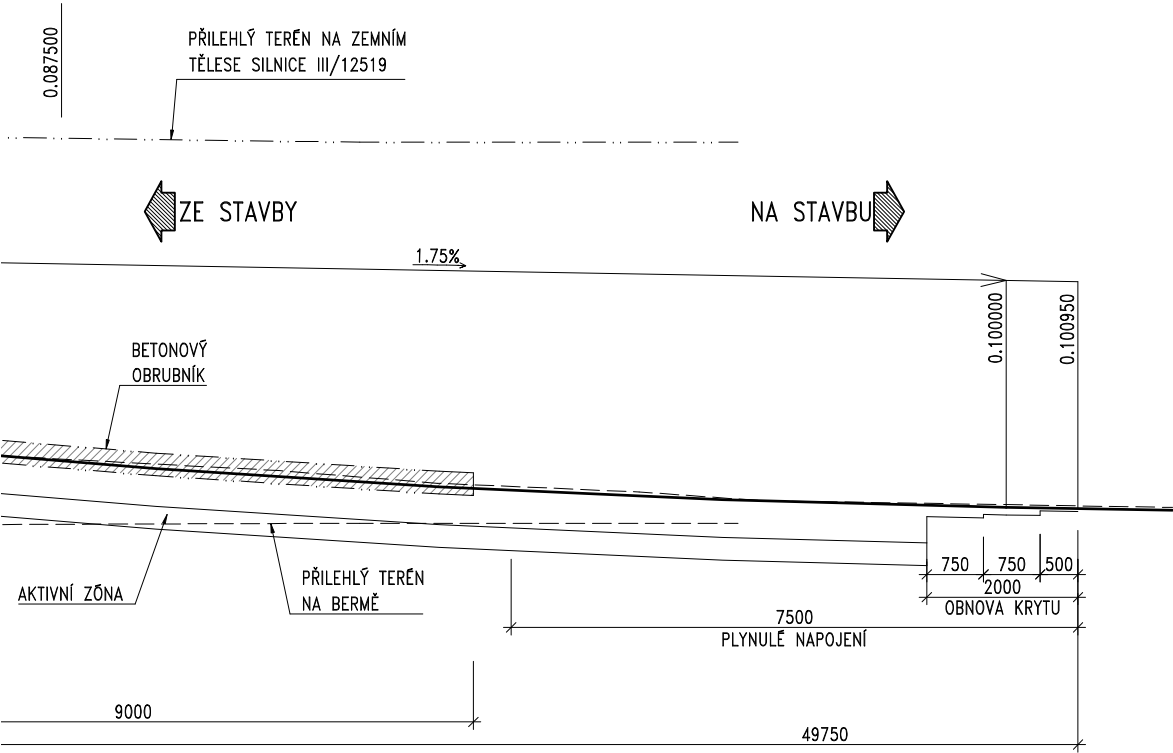 0.087500
PŘILEHLÝ TERÉN NA ZEMNÍM
TĚLESE SILNICE III/12519
ZE STAVBY
NA STAVBU
1.75%
0.100000
0.100950
BETONOVÝ
OBRUBNÍK
AKTIVNÍ ZÓNA
PŘILEHLÝ TERÉN
NA BERMĚ
750
750
500
2000
OBNOVA KRYTU
7500
PLYNULÉ NAPOJENÍ
9000
49750